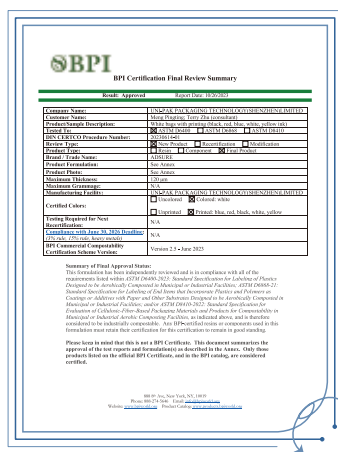 BPI
BPI Certification Final Review Summary
Result: Approved Report Date: 10/26/2023
Company Name: UNI-PAK PACKAGING TECHNOLOGY(SHENZHEN)LIMITED
Customer Name: Meng Pingting; Terry Zhu (consultant)
Product/Sample Description: White bags with printing (black, red, blue, white, yellow ink)
Tested To: ☒ ASTM D6400 ☐ ASTM D6868 ☐ ASTM D8410
DIN CERTCO Procedure Number: 20230614-01
Review Type: ☒ New Product ☐ Recertification ☐ Modification
Product Type: ☐ Resin ☐ Component ☒ Final Product
Brand / Trade Name: ADSURE
Product Formulation: See Annex
Product Photo: See Annex
Maximum Thickness: 120 μm
Maximum Grammage: N/A
Manufacturing Facility: UNI-PAK PACKAGING TECHNOLOGY(SHENZHEN)LIMITED
Certified Colors:
☐ Uncolored ☒ Colored: white
☐ Unprinted ☒ Printed: blue, red, black, white, yellow
Testing Required for Next
Recertification: N/A
Compliance with June 30, 2026 Deadline:
(1% rule, 15% rule, heavy metals) N/A
BPI Commercial Compostability
Certification Scheme Version: Version 2.5 • June 2023
Summary of Final Approval Status:
This formulation has been independently reviewed and is in compliance with all of the
requirements listed within ASTM D6400-2023: Standard Specification for Labeling of Plastics
Designed to be Aerobically Composted in Municipal or Industrial Facilities; ASTM D6868-21:
Standard Specification for Labeling of End Items that Incorporate Plastics and Polymers as
Coatings or Additives with Paper and Other Substrates Designed to be Aerobically Composted in
Municipal or Industrial Facilities; and/or ASTM D8410-2022: Standard Specification for
Evaluation of Cellulosic-Fiber-Based Packaging Materials and Products for Compostability in
Municipal or Industrial Aerobic Composting Facilities, as indicated above, and is therefore
considered to be industrially compostable. Any BPI-certified resin or components used in this
formulation must retain their certification for this certification to remain in good standing.
Please keep in mind that this is not a BPI Certificate. This document summarizes the
approval of the test reports and formulation(s) as described in the Annex. Only those
products listed on the official BPI Certificate, and in the BPI catalog, are considered
certified.
New York, NY, 10019
Phone: 888-274-5646 Email:
Website: Product Catalog: